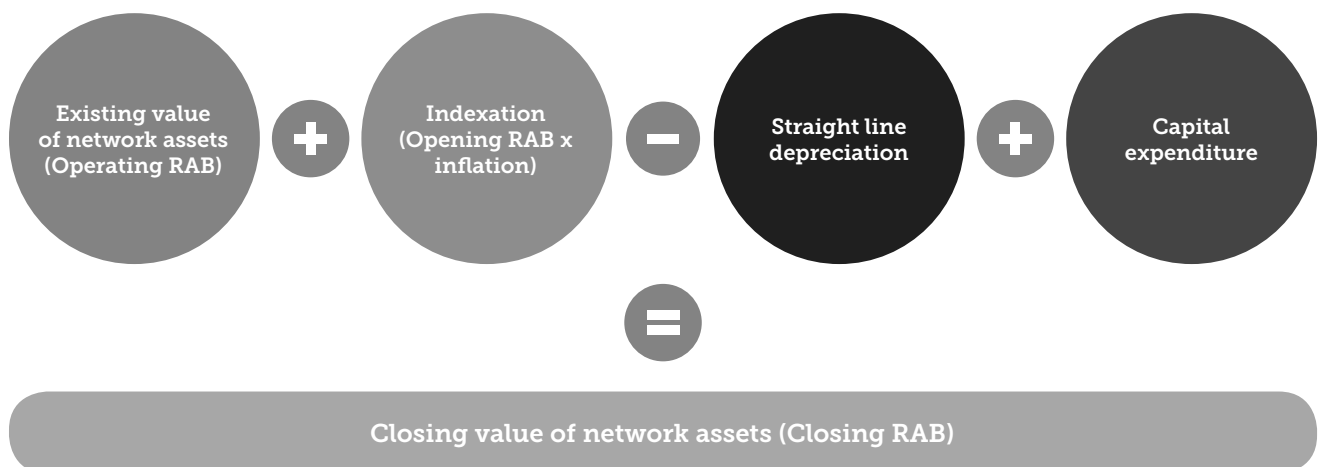 Existing value
of network assets
(Operating RAB)
+
Indexation
(Opening RAB x
inflation)
-
Straight line
depreciation
+
Capital
expenditure
=
Closing value of network assets (Closing RAB)